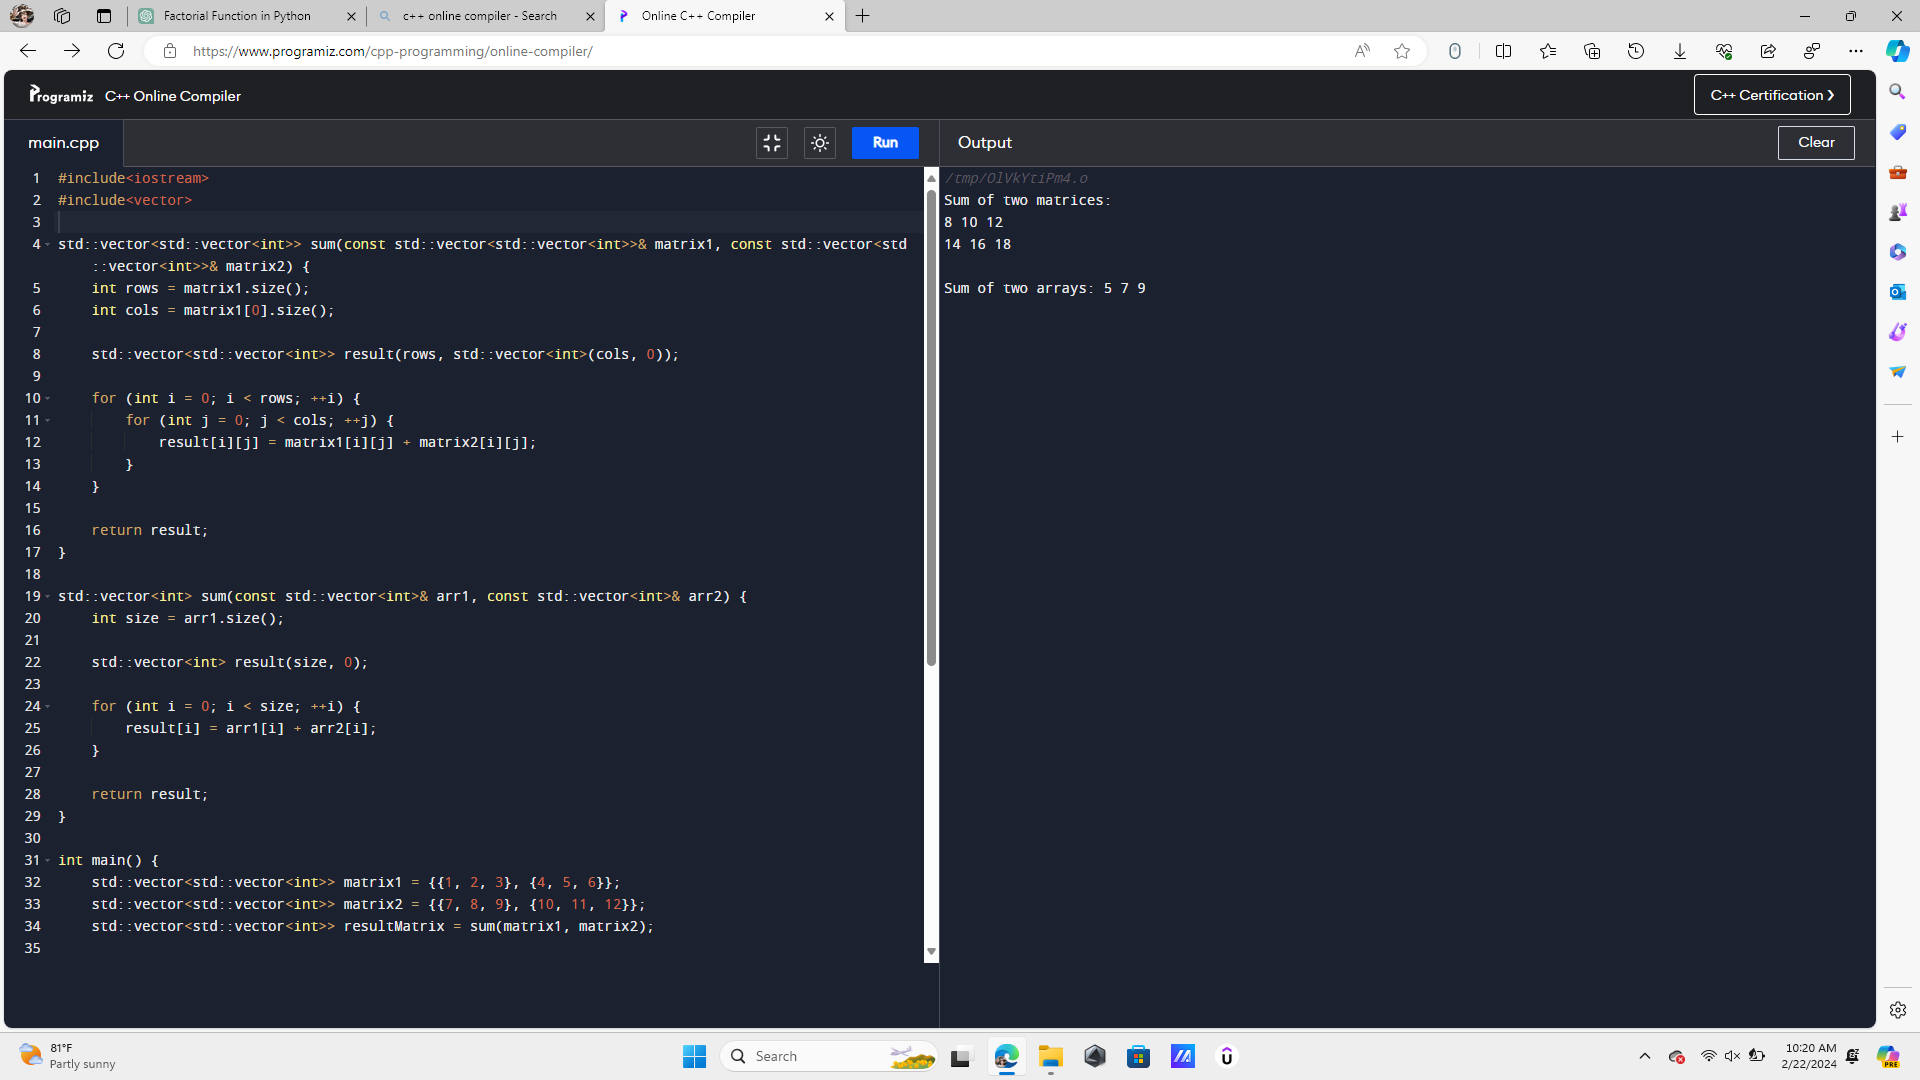 Factorial Function in Python
c++ online compiler - Search
Online C++ Compiler
https://www.programiz.com/cpp-programming/online-compiler/
Programiz C++ Online Compiler
C++ Certification ❯
main.cpp
Run
Output
Clear
1 #include<iostream>
2 #include<vector>
3
4 std::vector<std::vector<int>> sum(const std::vector<std::vector<int>>& matrix1, const std::vector<std
::vector<int>>& matrix2) {
5 int rows = matrix1.size();
6 int cols = matrix1[0].size();
7
8 std::vector<std::vector<int>> result(rows, std::vector<int>(cols, 0));
9
10 for (int i = 0; i < rows; ++i) {
11 for (int j = 0; j < cols; ++j) {
12 result[i][j] = matrix1[i][j] + matrix2[i][j];
13 }
14 }
15
16 return result;
17 }
18
19 std::vector<int> sum(const std::vector<int>& arr1, const std::vector<int>& arr2) {
20 int size = arr1.size();
21
22 std::vector<int> result(size, 0);
23
24 for (int i = 0; i < size; ++i) {
25 result[i] = arr1[i] + arr2[i];
26 }
27
28 return result;
29 }
30
31 int main() {
32 std::vector<std::vector<int>> matrix1 = {{1, 2, 3}, {4, 5, 6}};
33 std::vector<std::vector<int>> matrix2 = {{7, 8, 9}, {10, 11, 12}};
34 std::vector<std::vector<int>> resultMatrix = sum(matrix1, matrix2);
35
/tmp/OlVkYtiPm4.o
Sum of two matrices:
8 10 12
14 16 18
Sum of two arrays: 5 7 9
81°F
Partly sunny
Search
10:20 AM
2/22/2024
PRE